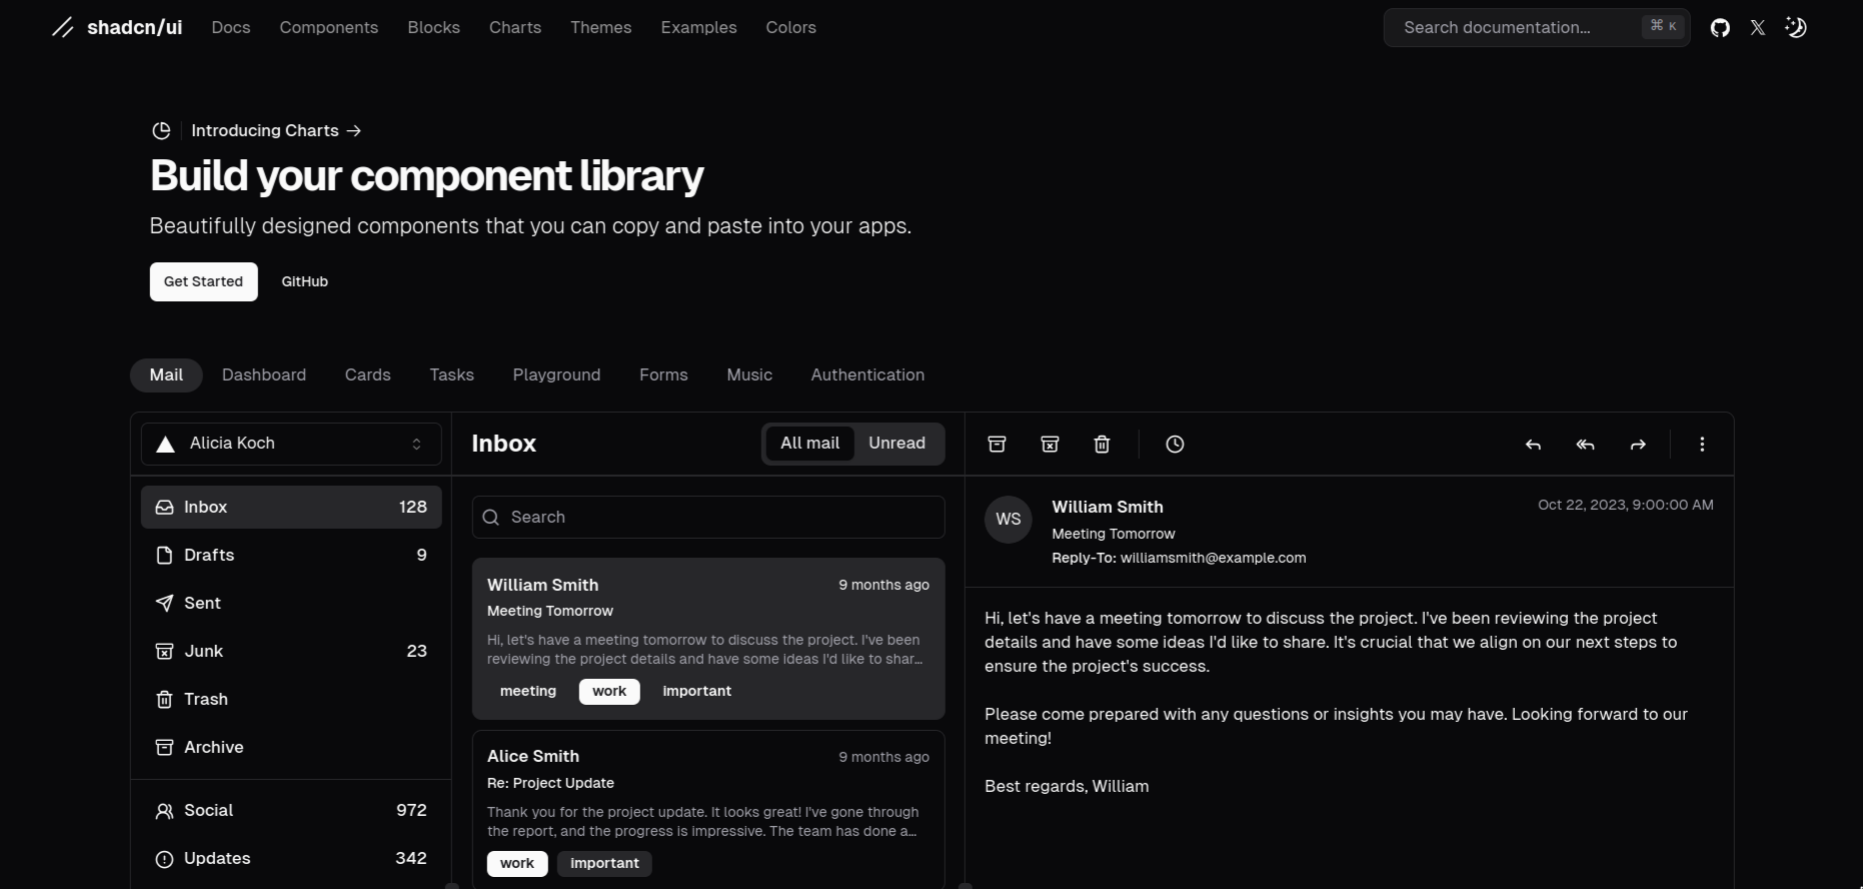 shadcn/ui Docs Components Blocks Charts Themes Examples Colors Search documentation... ⌘ K
Introducing Charts →
Build your component library
Beautifully designed components that you can copy and paste into your apps.
Get Started GitHub
Mail Dashboard Cards Tasks Playground Forms Music Authentication
Alicia Koch
Inbox 128
Drafts 9
Sent
Junk 23
Trash
Archive
Social 972
Updates 342
Inbox All mail Unread
Search
William Smith 9 months ago
Meeting Tomorrow
Hi, let's have a meeting tomorrow to discuss the project. I've been
reviewing the project details and have some ideas I'd like to shar...
meeting work important
Alice Smith 9 months ago
Re: Project Update
Thank you for the project update. It looks great! I've gone through
the report, and the progress is impressive. The team has done a...
work important
WS
William Smith Oct 22, 2023, 9:00:00 AM
Meeting Tomorrow
Reply-To: williamsmith@example.com
Hi, let's have a meeting tomorrow to discuss the project. I've been reviewing the project
details and have some ideas I'd like to share. It's crucial that we align on our next steps to
ensure the project's success.
Please come prepared with any questions or insights you may have. Looking forward to our
meeting!
Best regards, William